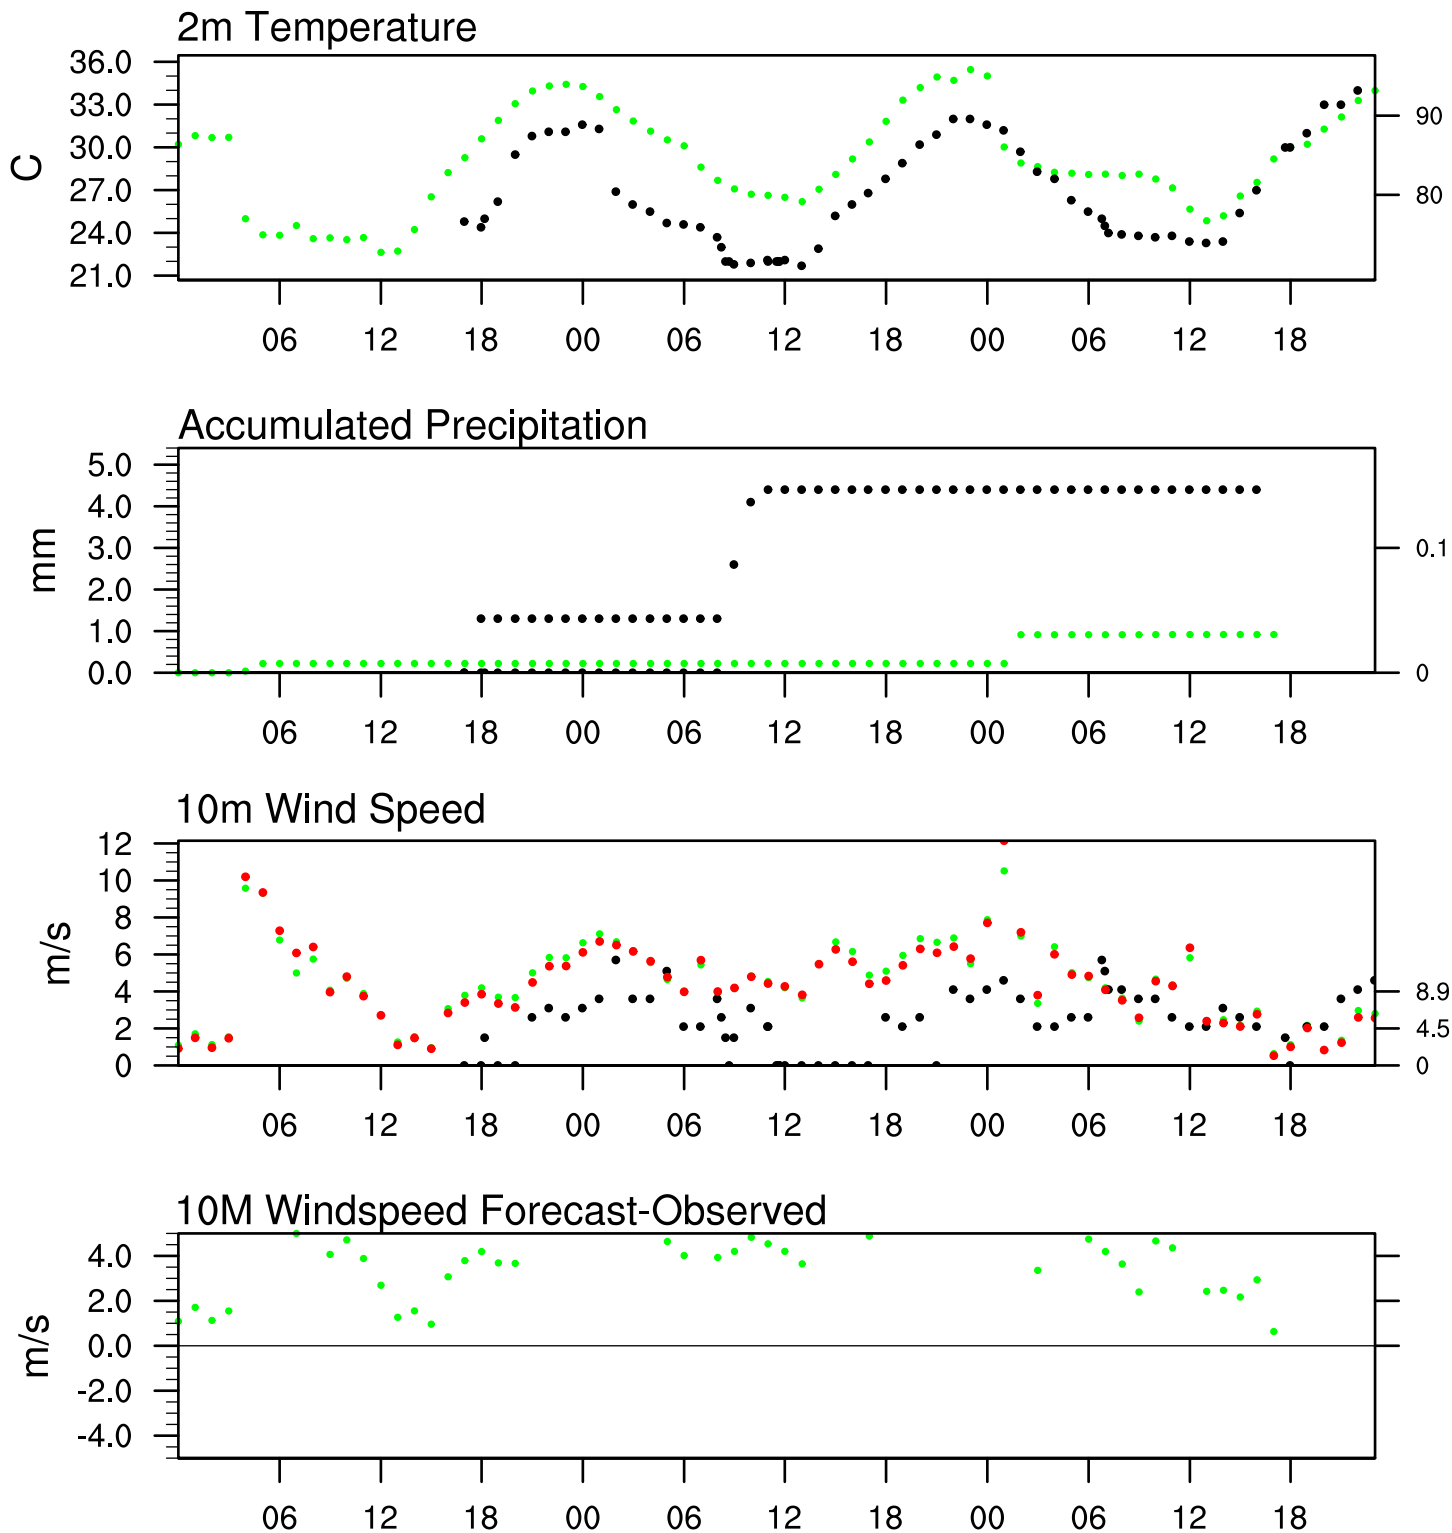 2m Temperature
36.0
33.0
30.0
27.0
24.0
21.0
C
90
80
06 12 18 00 06 12 18 00 06 12 18
Accumulated Precipitation
5.0
4.0
3.0
2.0
1.0
0.0
mm
0.1
0
06 12 18 00 06 12 18 00 06 12 18
10m Wind Speed
12
10
8
6
4
2
0
m/s
8.9
4.5
0
06 12 18 00 06 12 18 00 06 12 18
10M Windspeed Forecast-Observed
4.0
2.0
0.0
-2.0
-4.0
m/s
06 12 18 00 06 12 18 00 06 12 18